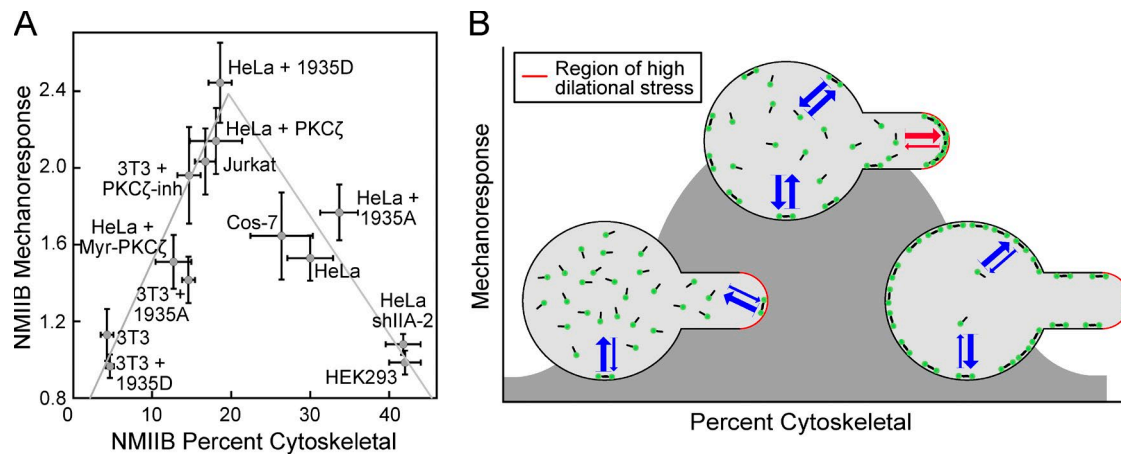 A
NMIIB Mechanoresponse
2.4
2.0
1.6
1.2
0.8
0
10
20
30
40
NMIIB Percent Cytoskeletal
HeLa + 1935D
HeLa + PKCζ
Jurkat
3T3 +
PKCζ-inh
HeLa +
Myr-PKCζ
3T3 +
1935A
3T3
3T3 +
1935D
Cos-7
HeLa
HeLa +
1935A
HeLa
shIIA-2
HEK293
B
Region of high
dilational stress
Mechanoresponse
Percent Cytoskeletal